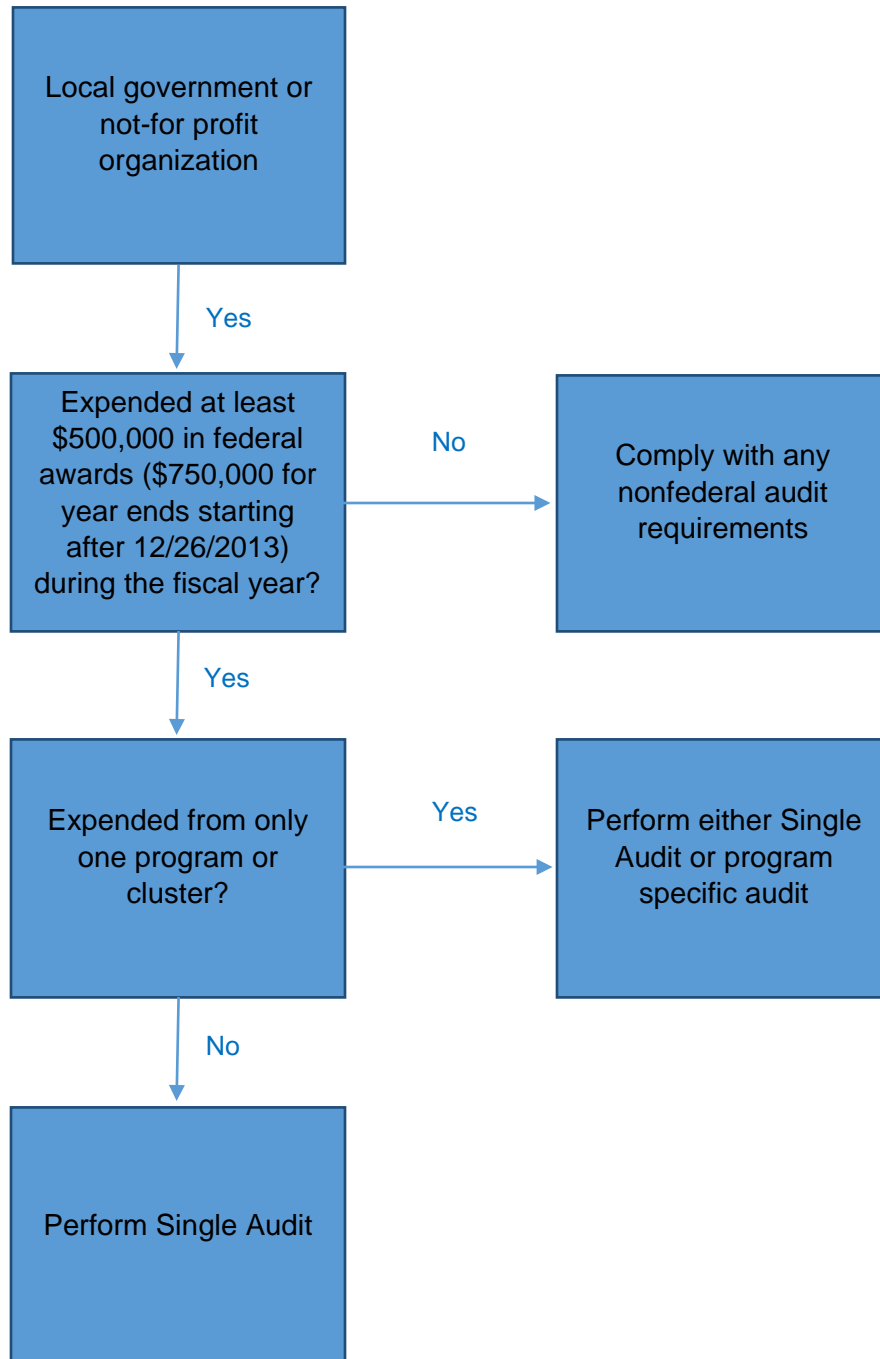 Local government or
not-for profit
organization
Yes
Expended at least
$500,000 in federal
awards ($750,000 for
year ends starting
after 12/26/2013)
during the fiscal year?
No
Comply with any
nonfederal audit
requirements
Yes
Expended from only
one program or
cluster?
Yes
Perform either Single
Audit or program
specific audit
No
Perform Single Audit